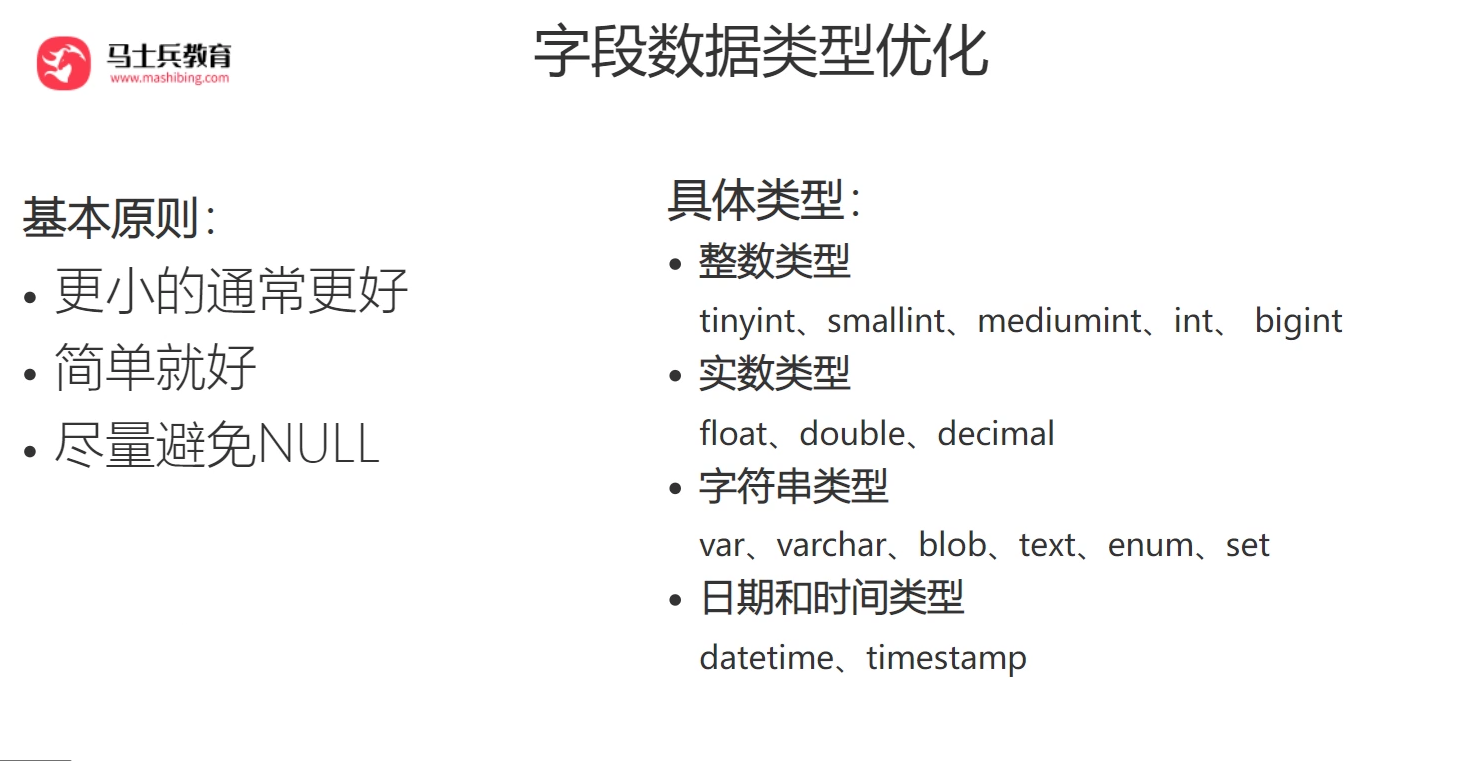 马士兵教育
www.mashibing.com
字段数据类型优化
基本原则：
• 更小的通常更好
• 简单就好
• 尽量避免NULL
具体类型：
• 整数类型
tinyint、smallint、mediumint、int、 bigint
• 实数类型
float、double、decimal
• 字符串类型
var、varchar、blob、text、enum、set
• 日期和时间类型
datetime、timestamp